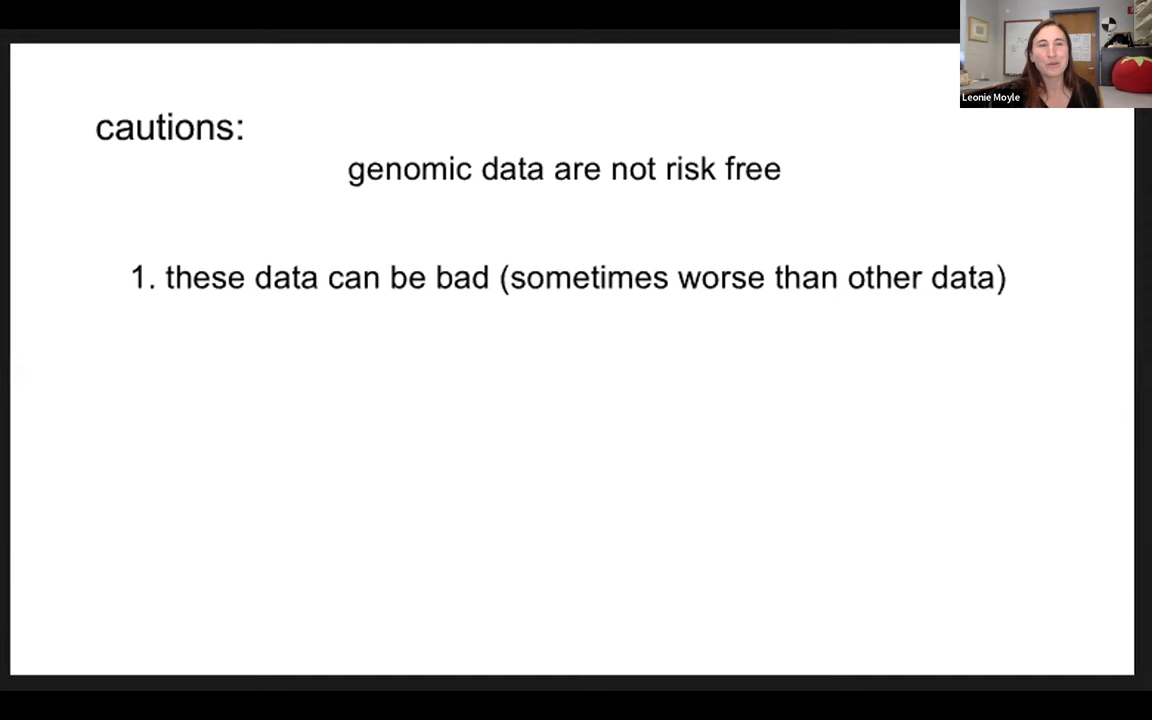 cautions:
genomic data are not risk free
1. these data can be bad (sometimes worse than other data)
Leonie Moyle